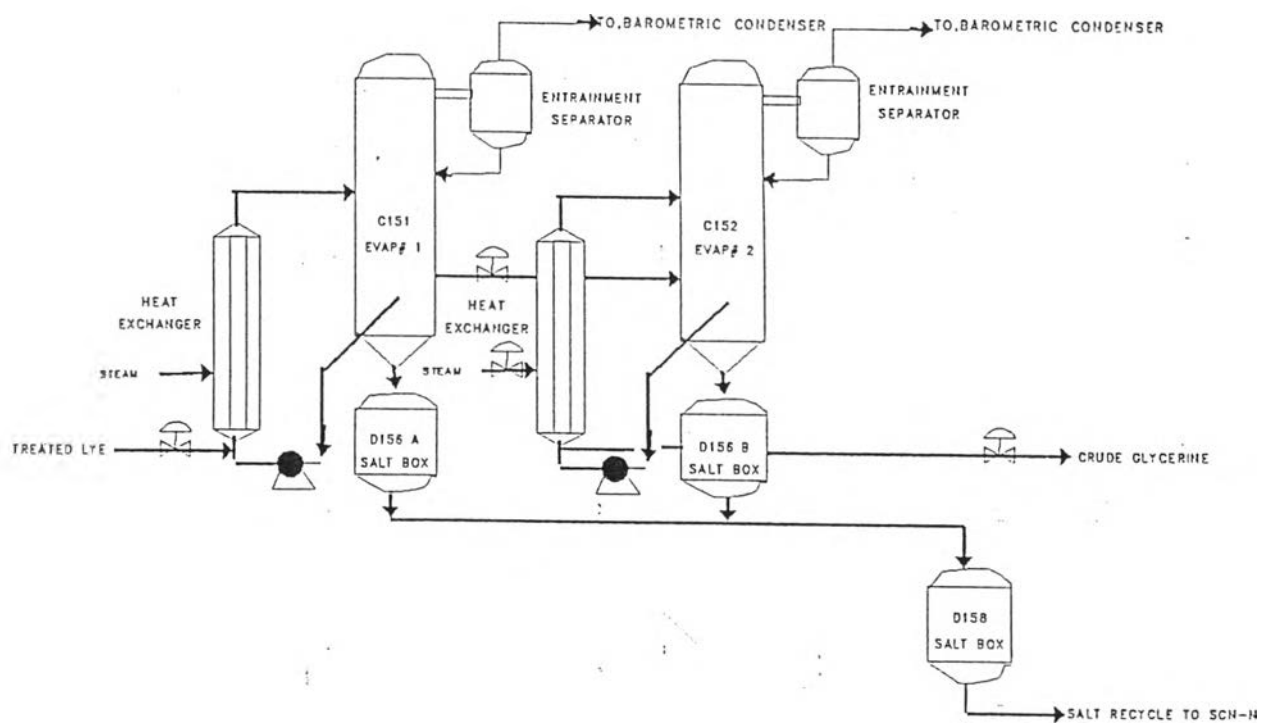 TO,BAROMETRIC CONDENSER
TO,BAROMETRIC CONDENSER
ENTRAINMENT
SEPARATOR
ENTRAINMENT
SEPARATOR
C151
EVAP# 1
C152
EVAP# 2
HEAT
EXCHANGER
HEAT
EXCHANGER
STEAM
STEAM
TREATED LYE
D156 A
SALT BOX
D156 B
SALT BOX
CRUDE GLYCERINE
D158
SALT BOX
SALT RECYCLE TO SCN-N